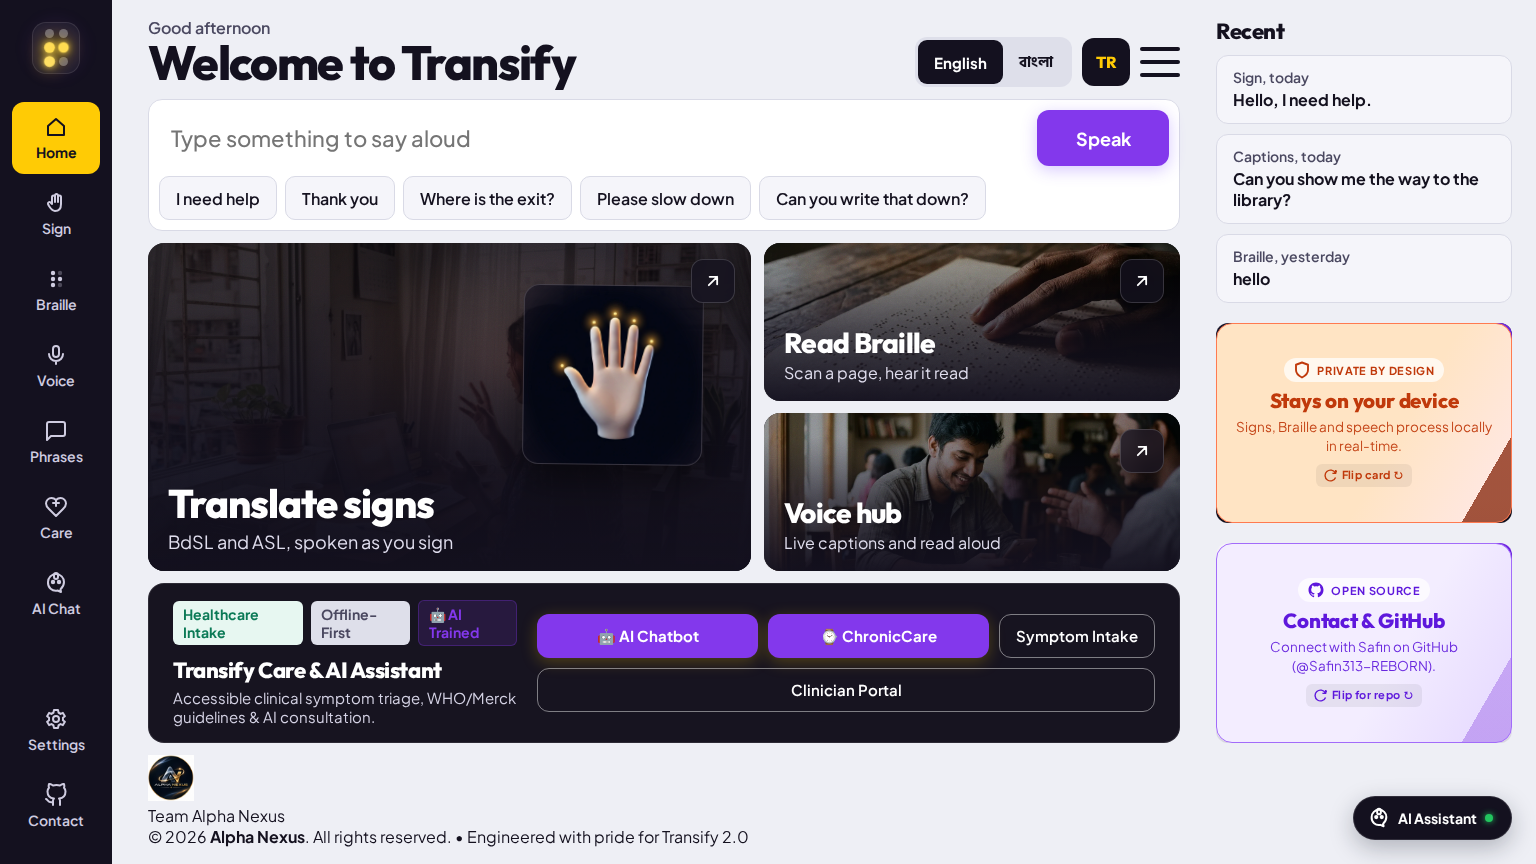 Home
Sign
Braille
Voice
Phrases
Care
AI Chat
Settings
Contact
Good afternoon
Welcome to Transify
English
বাংলা
TR
Type something to say aloud
Speak
I need help
Thank you
Where is the exit?
Please slow down
Can you write that down?
Translate signs
BdSL and ASL, spoken as you sign
Read Braille
Scan a page, hear it read
Voice hub
Live captions and read aloud
Healthcare
Intake
Offline-
First
🤖 AI
Trained
Transify Care & AI Assistant
Accessible clinical symptom triage, WHO/Merck
guidelines & AI consultation.
🤖 AI Chatbot
⌚ ChronicCare
Symptom Intake
Clinician Portal
ALPHA NEXUS
Team Alpha Nexus
© 2026 Alpha Nexus. All rights reserved. • Engineered with pride for Transify 2.0
Recent
Sign, today
Hello, I need help.
Captions, today
Can you show me the way to the
library?
Braille, yesterday
hello
PRIVATE BY DESIGN
Stays on your device
Signs, Braille and speech process locally
in real-time.
Flip card ↻
OPEN SOURCE
Contact & GitHub
Connect with Safin on GitHub
(@Safin313-REBORN).
Flip for repo ↻
AI Assistant